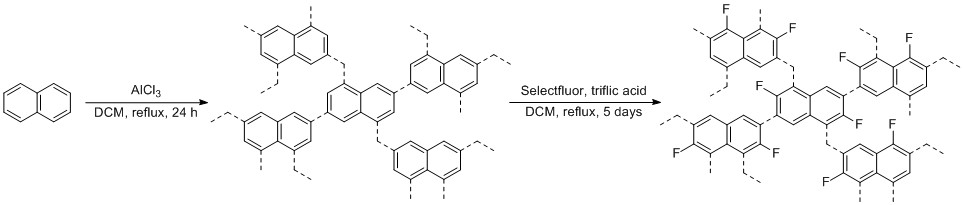 AlCl3
DCM, reflux, 24 h
Selectfluor, triflic acid
DCM, reflux, 5 days
F
F
F
F
F
F
F
F
F
F